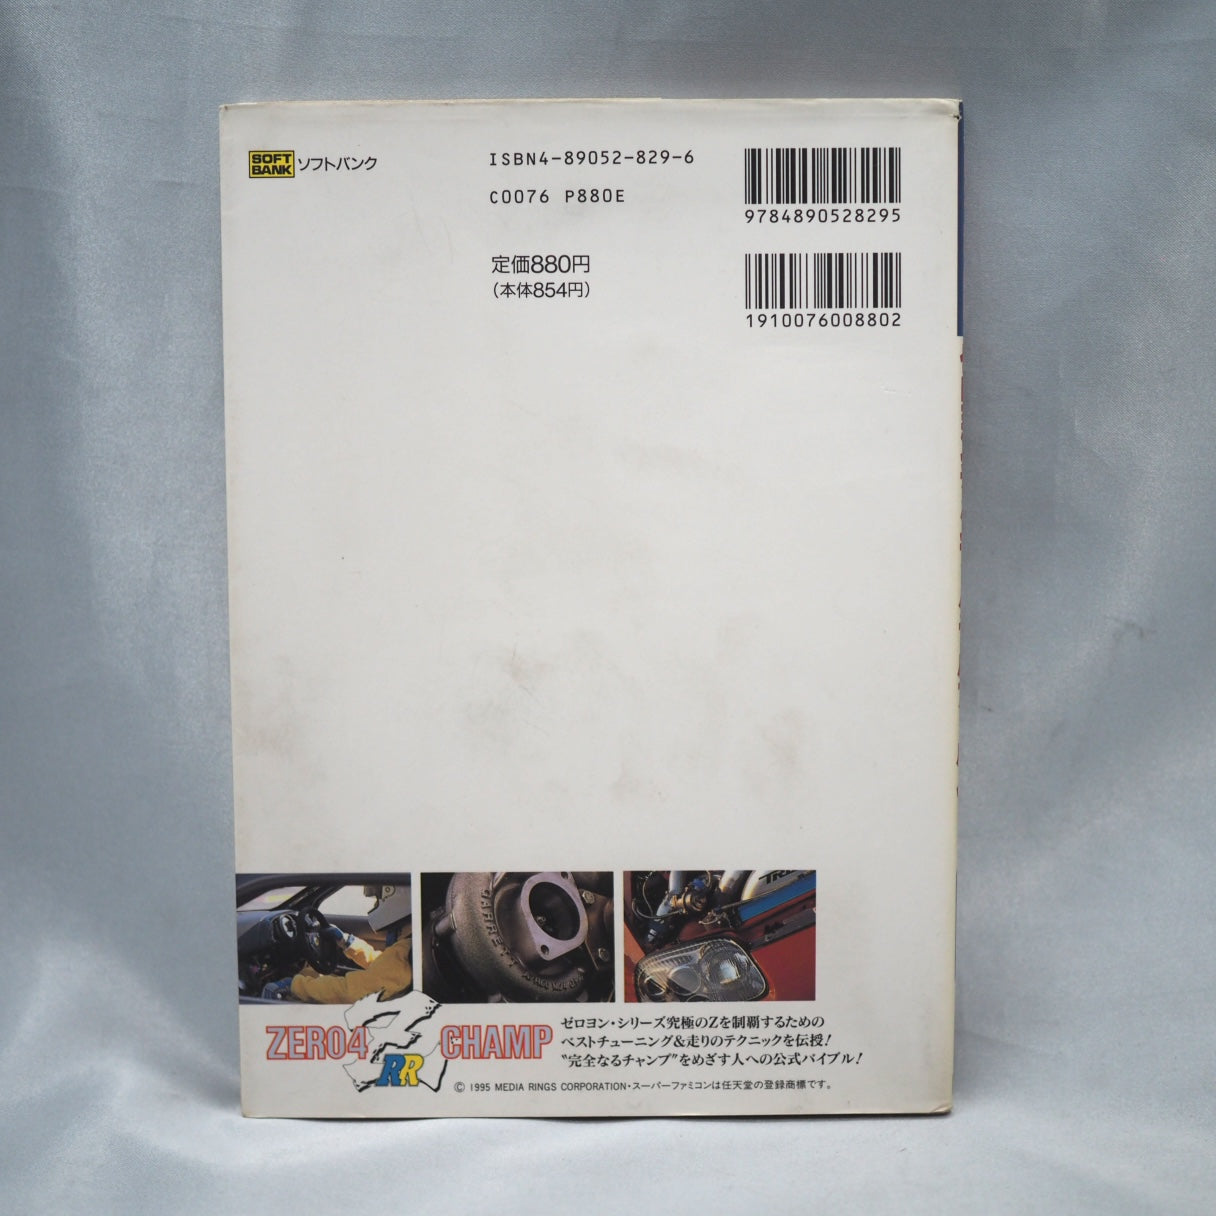 SOFT
BANK
ソフトバンク
ISBN4-89052-829-6
C0076 P880E
9784890528295
定価880円
(本体854円)
1910076008802
GARRETT
ZERO4 CHAMP
RR
ゼロヨン・シリーズ究極のZを制覇するための
ベストチューニング&走りのテクニックを伝授!
"完全なるチャンプ"をめざす人への公式バイブル!
© 1995 MEDIA RINGS CORPORATION・スーパーファミコンは任天堂の登録商標です。